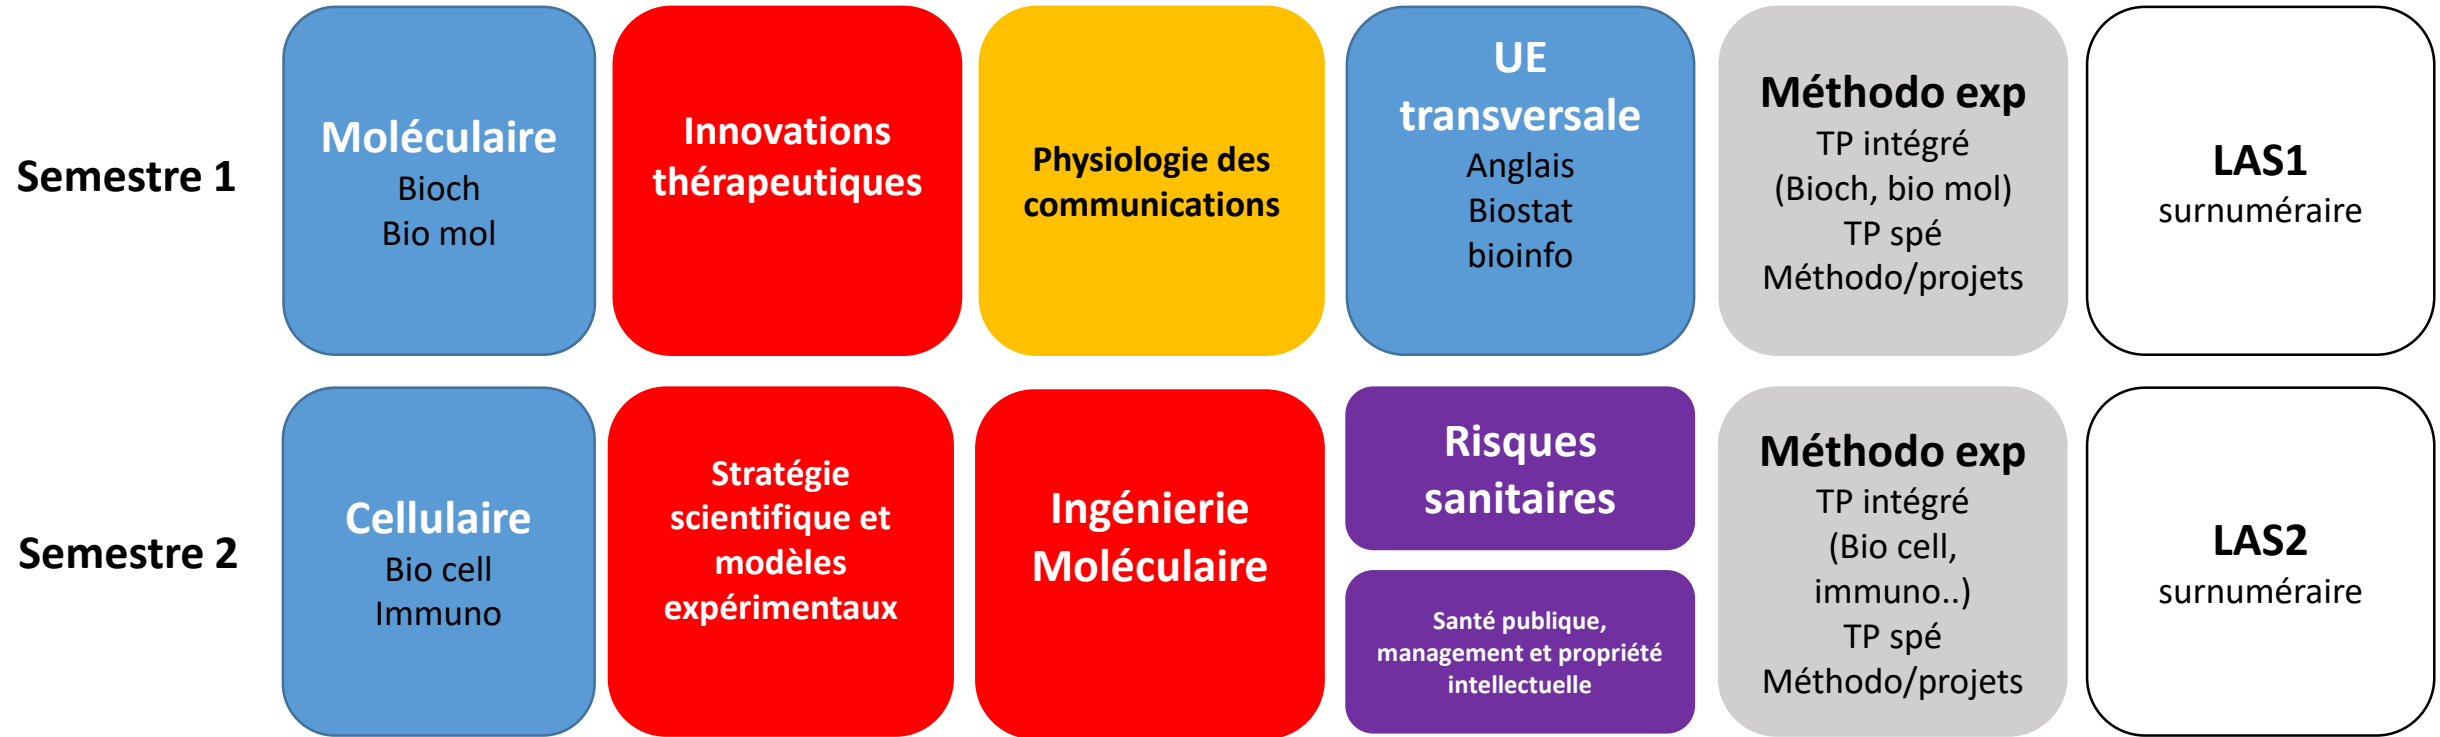 Semestre 1
Moléculaire
Bioch
Bio mol
Innovations
thérapeutiques
Physiologie des
communications
UE
transversale
Anglais
Biostat
bioinfo
Méthodo exp
TP intégré
(Bioch, bio mol)
TP spé
Méthodo/projets
LAS1
surnuméraire
Semestre 2
Cellulaire
Bio cell
Immuno
Stratégie
scientifique et
modèles
expérimentaux
Ingénierie
Moléculaire
Risques
sanitaires
Santé publique,
management et propriété
intellectuelle
Méthodo exp
TP intégré
(Bio cell,
immuno..)
TP spé
Méthodo/projets
LAS2
surnuméraire